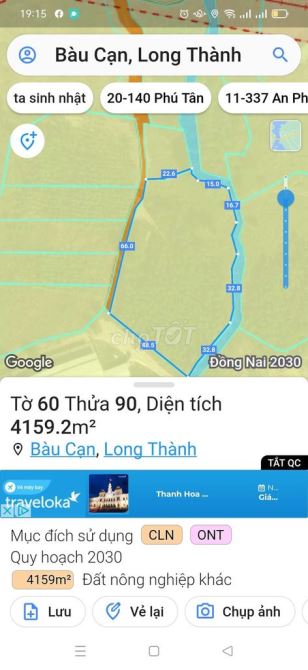 19:15
Bàu Cạn, Long Thành
ta sinh nhật
20-140 Phú Tân
11-337 An Ph
22.6
15.0
16.7
66.0
32.8
48.5
32.8
chợTỐT
Google
Đồng Nai 2030
Tờ 60 Thửa 90, Diện tích
4159.2m²
Bàu Cạn, Long Thành
TẮT QC
Vé máy bay
traveloka
Thanh Hoa ...
N...
Giá...
Mục đích sử dụng CLN ONT
Quy hoạch 2030
4159m² Đất nông nghiệp khác
Lưu
Vẽ lại
Chụp ảnh